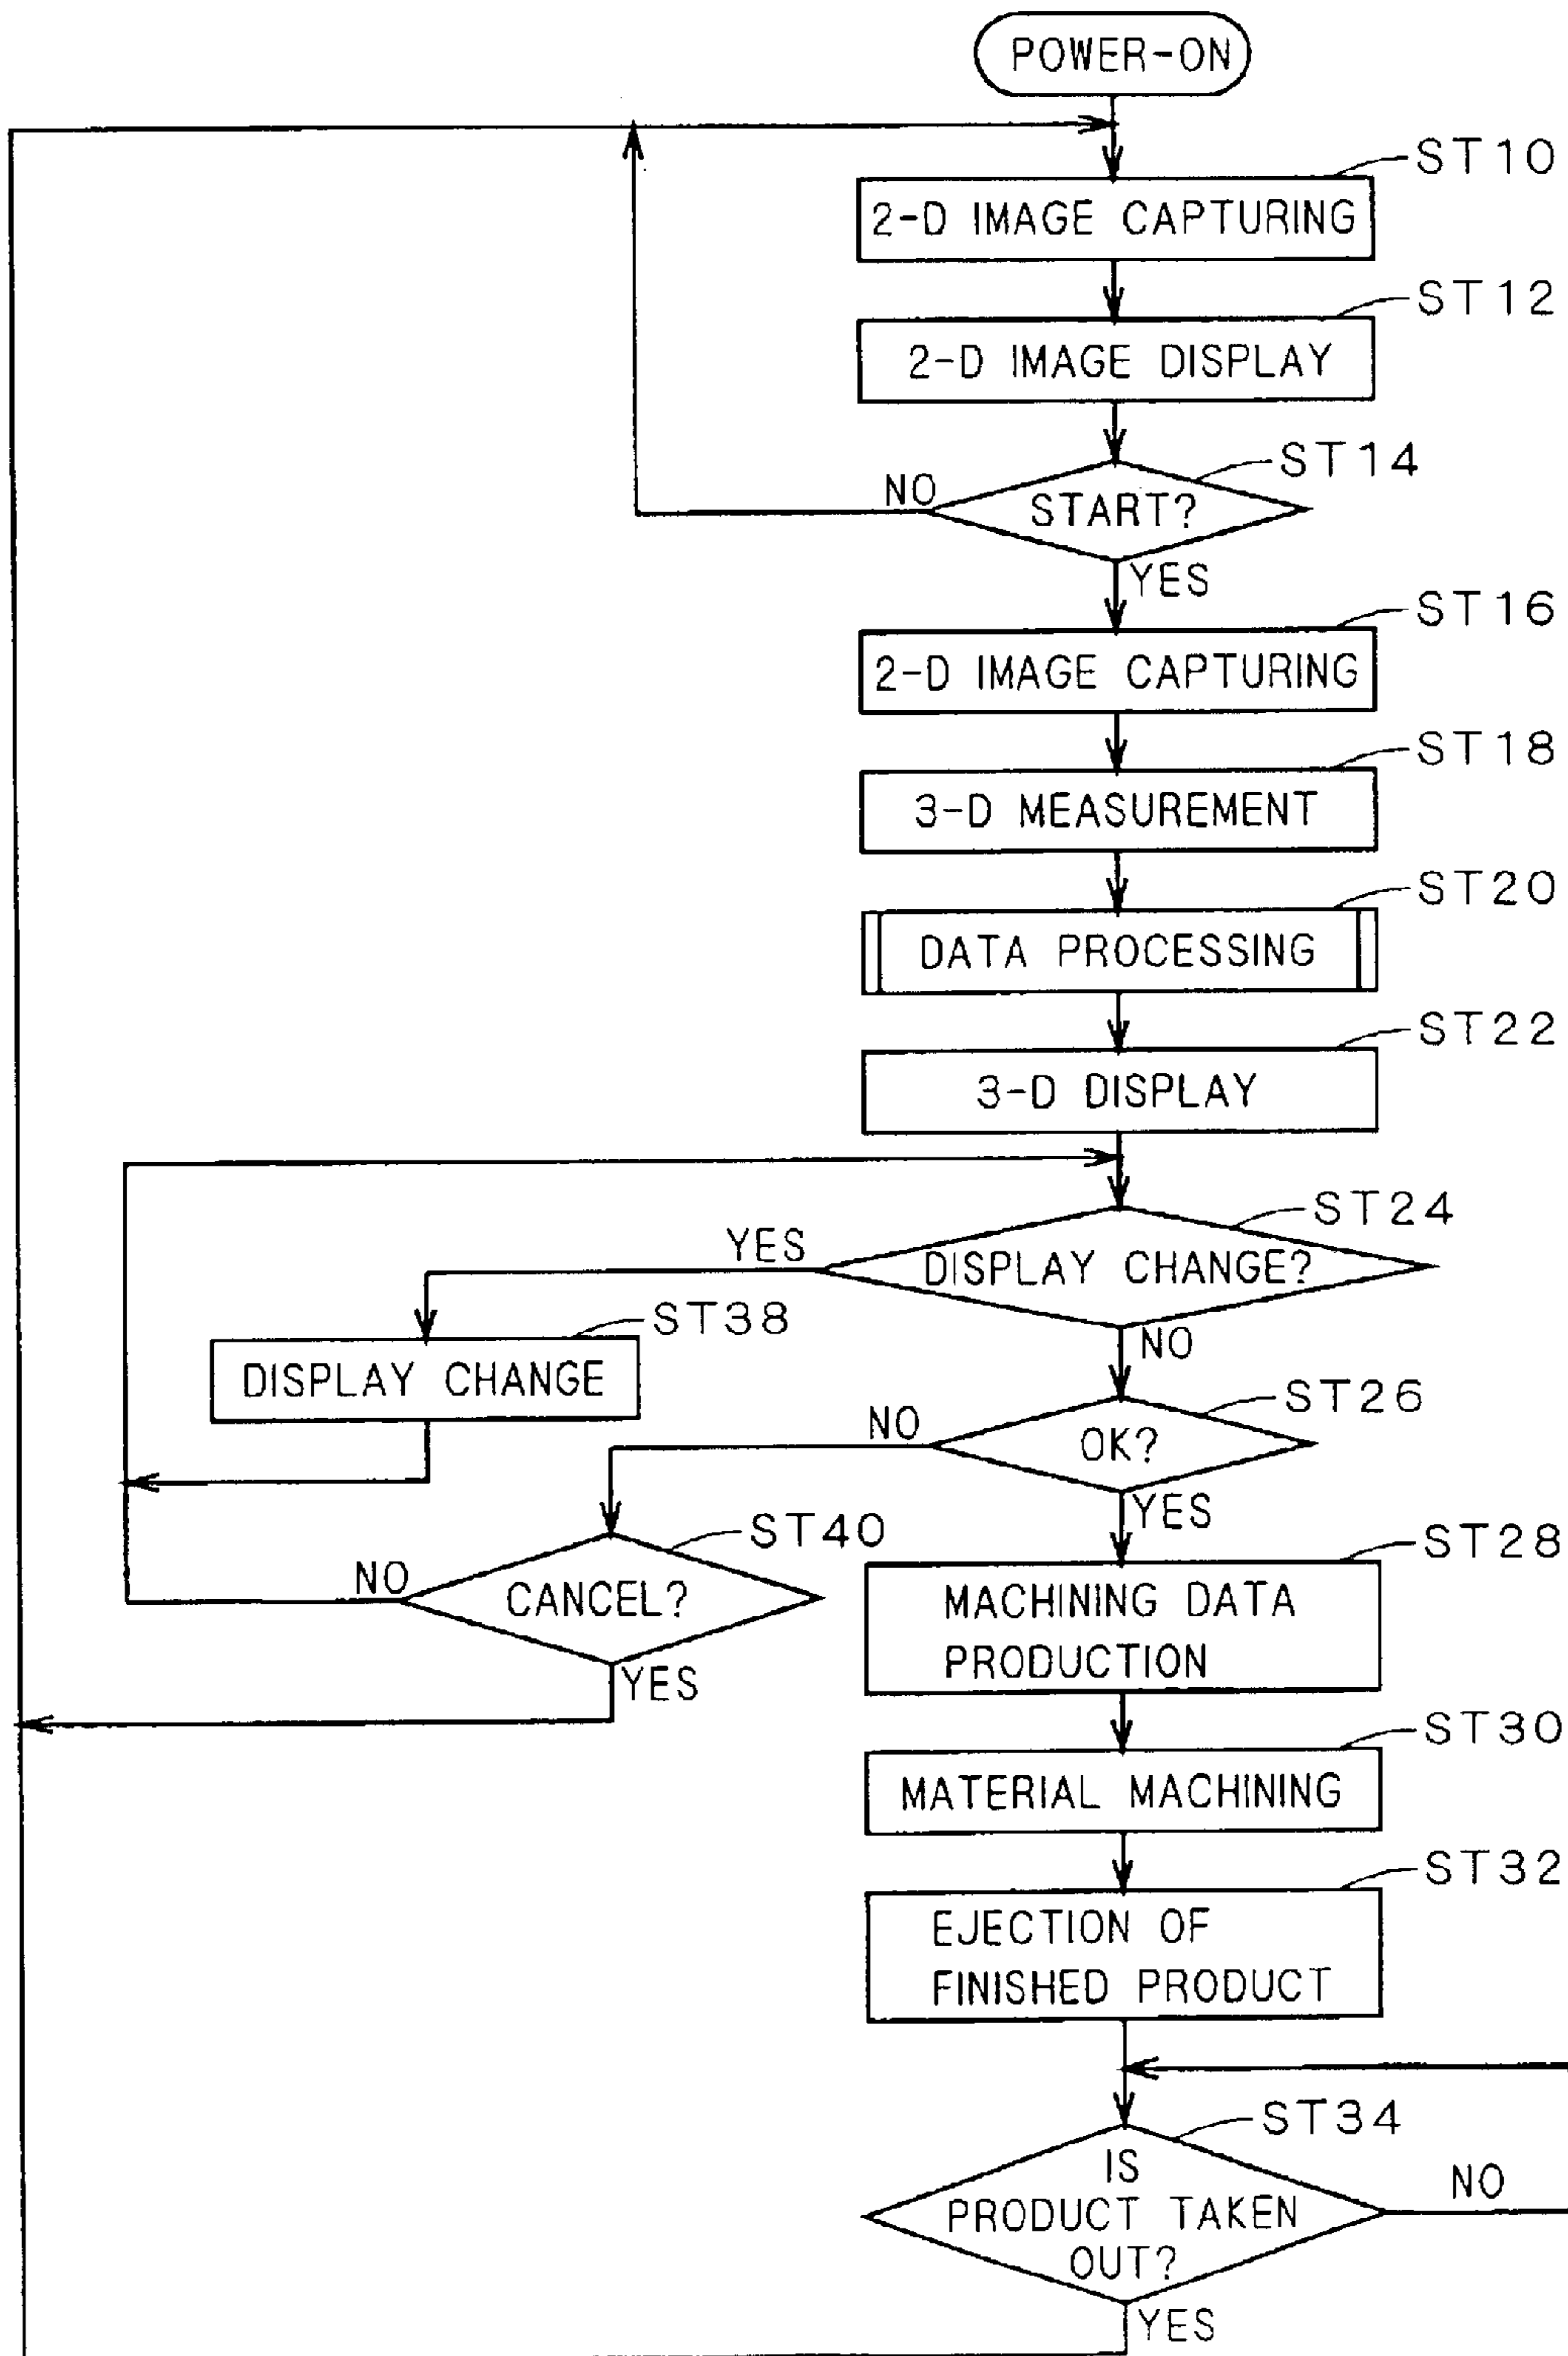 POWER-ON
ST10
2-D IMAGE CAPTURING
ST12
2-D IMAGE DISPLAY
ST14
NO
START?
YES
ST16
2-D IMAGE CAPTURING
ST18
3-D MEASUREMENT
ST20
DATA PROCESSING
ST22
3-D DISPLAY
ST24
YES
DISPLAY CHANGE?
ST38
NO
DISPLAY CHANGE
ST26
NO
OK?
YES
ST40
ST28
NO
CANCEL?
MACHINING DATA
PRODUCTION
YES
ST30
MATERIAL MACHINING
ST32
EJECTION OF
FINISHED PRODUCT
ST34
IS
PRODUCT TAKEN
OUT?
NO
YES